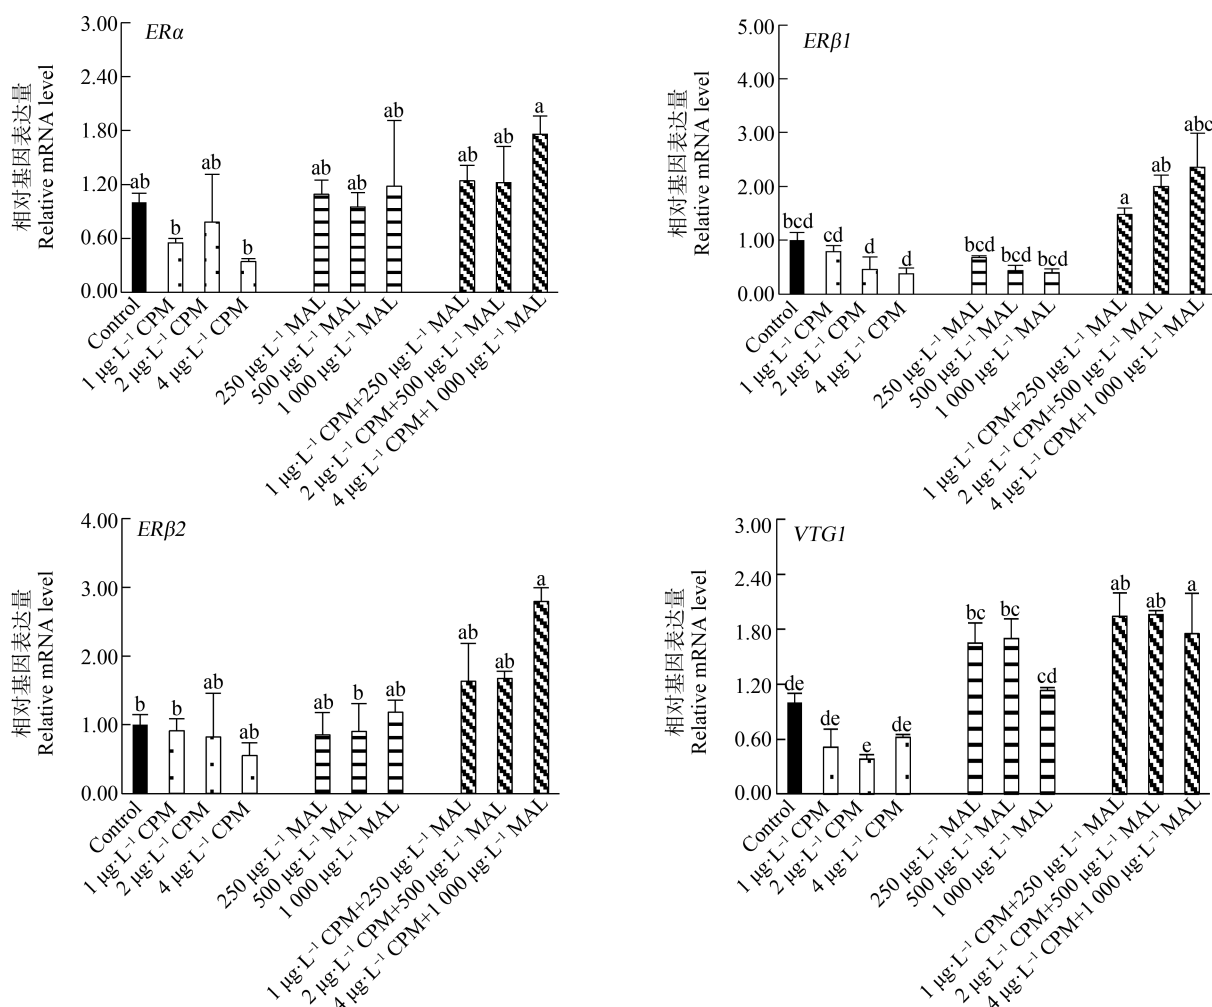 ERα
相对基因表达量
Relative mRNA level
3.00
2.40
1.80
1.20
0.60
0.00
ab
b
ab
b
ab
ab
ab
ab
ab
a
Control
1 μg·L⁻¹ CPM
2 μg·L⁻¹ CPM
4 μg·L⁻¹ CPM
250 μg·L⁻¹ MAL
500 μg·L⁻¹ MAL
1 000 μg·L⁻¹ MAL
1 μg·L⁻¹ CPM+250 μg·L⁻¹ MAL
2 μg·L⁻¹ CPM+500 μg·L⁻¹ MAL
4 μg·L⁻¹ CPM+1 000 μg·L⁻¹ MAL
ERβ1
相对基因表达量
Relative mRNA level
5.00
4.00
3.00
2.00
1.00
0.00
bcd
cd
d
d
bcd
bcd
bcd
a
ab
abc
Control
1 μg·L⁻¹ CPM
2 μg·L⁻¹ CPM
4 μg·L⁻¹ CPM
250 μg·L⁻¹ MAL
500 μg·L⁻¹ MAL
1 000 μg·L⁻¹ MAL
1 μg·L⁻¹ CPM+250 μg·L⁻¹ MAL
2 μg·L⁻¹ CPM+500 μg·L⁻¹ MAL
4 μg·L⁻¹ CPM+1 000 μg·L⁻¹ MAL
ERβ2
相对基因表达量
Relative mRNA level
4.00
3.00
2.00
1.00
0.00
b
b
ab
ab
ab
b
ab
ab
ab
a
Control
1 μg·L⁻¹ CPM
2 μg·L⁻¹ CPM
4 μg·L⁻¹ CPM
250 μg·L⁻¹ MAL
500 μg·L⁻¹ MAL
1 000 μg·L⁻¹ MAL
1 μg·L⁻¹ CPM+250 μg·L⁻¹ MAL
2 μg·L⁻¹ CPM+500 μg·L⁻¹ MAL
4 μg·L⁻¹ CPM+1 000 μg·L⁻¹ MAL
VTG1
相对基因表达量
Relative mRNA level
3.00
2.40
1.80
1.20
0.60
0.00
de
de
e
de
bc
bc
cd
ab
ab
a
Control
1 μg·L⁻¹ CPM
2 μg·L⁻¹ CPM
4 μg·L⁻¹ CPM
250 μg·L⁻¹ MAL
500 μg·L⁻¹ MAL
1 000 μg·L⁻¹ MAL
1 μg·L⁻¹ CPM+250 μg·L⁻¹ MAL
2 μg·L⁻¹ CPM+500 μg·L⁻¹ MAL
4 μg·L⁻¹ CPM+1 000 μg·L⁻¹ MAL